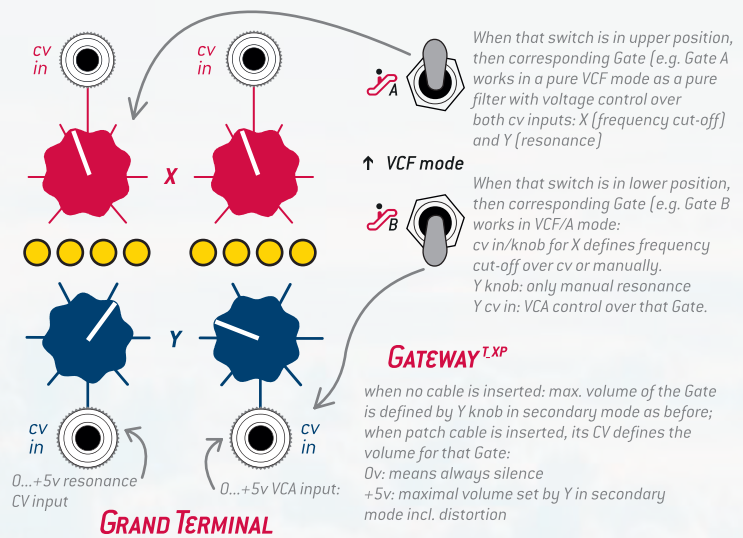 cv
in
cv
in
X
Y
cv
in
cv
in
0...+5v resonance
CV input
0...+5v VCA input:
GRAND TERMINAL
A
↑ VCF mode
B
When that switch is in upper position,
then corresponding Gate (e.g. Gate A
works in a pure VCF mode as a pure
filter with voltage control over
both cv inputs: X (frequency cut-off)
and Y (resonance)
When that switch is in lower position,
then corresponding Gate (e.g. Gate B
works in VCF/A mode:
cv in/knob for X defines frequency
cut-off over cv or manually.
Y knob: only manual resonance
Y cv in: VCA control over that Gate.
GATEWAY T_XP
when no cable is inserted: max. volume of the Gate
is defined by Y knob in secondary mode as before;
when patch cable is inserted, its CV defines the
volume for that Gate:
0v: means always silence
+5v: maximal volume set by Y in secondary
mode incl. distortion